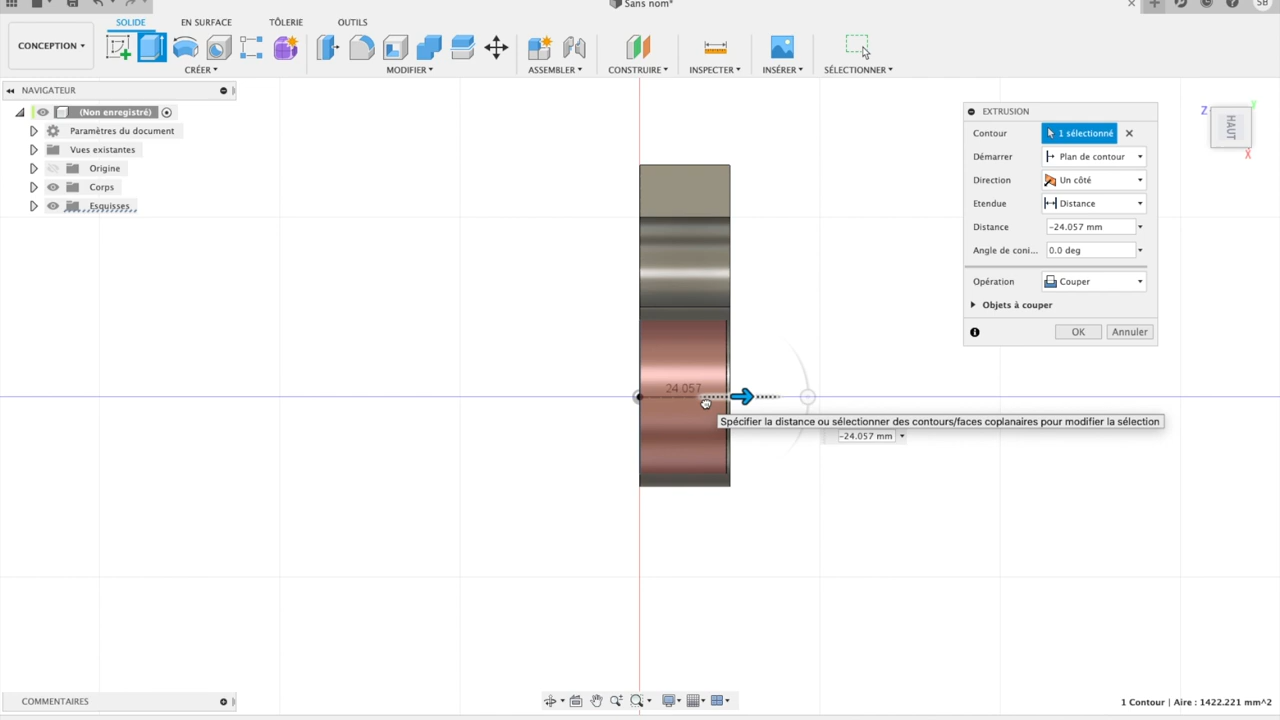 Sans nom*
SB
SOLIDE
EN SURFACE
TÔLERIE
OUTILS
CONCEPTION
CRÉER
MODIFIER
ASSEMBLER
CONSTRUIRE
INSPECTER
INSÉRER
SÉLECTIONNER
NAVIGATEUR
(Non enregistré)
Paramètres du document
Vues existantes
Origine
Corps
Esquisses
EXTRUSION
Contour 1 sélectionné
Démarrer Plan de contour
Direction Un côté
Etendue Distance
Distance -24.057 mm
Angle de coni... 0.0 deg
Opération Couper
Objets à couper
OK Annuler
Z
Y
HAUT
X
24.057
Spécifier la distance ou sélectionner des contours/faces coplanaires pour modifier la sélection
-24.057 mm
COMMENTAIRES
1 Contour | Aire : 1422.221 mm^2